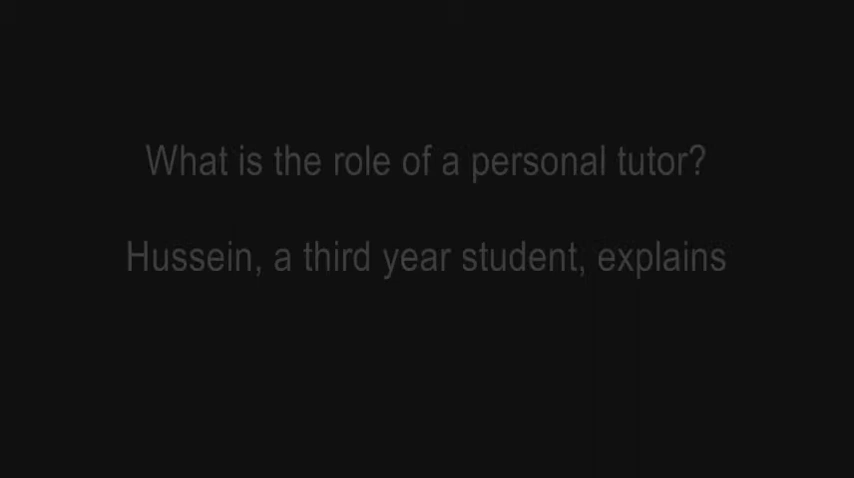 What is the role of a personal tutor?
Hussein, a third year student, explains